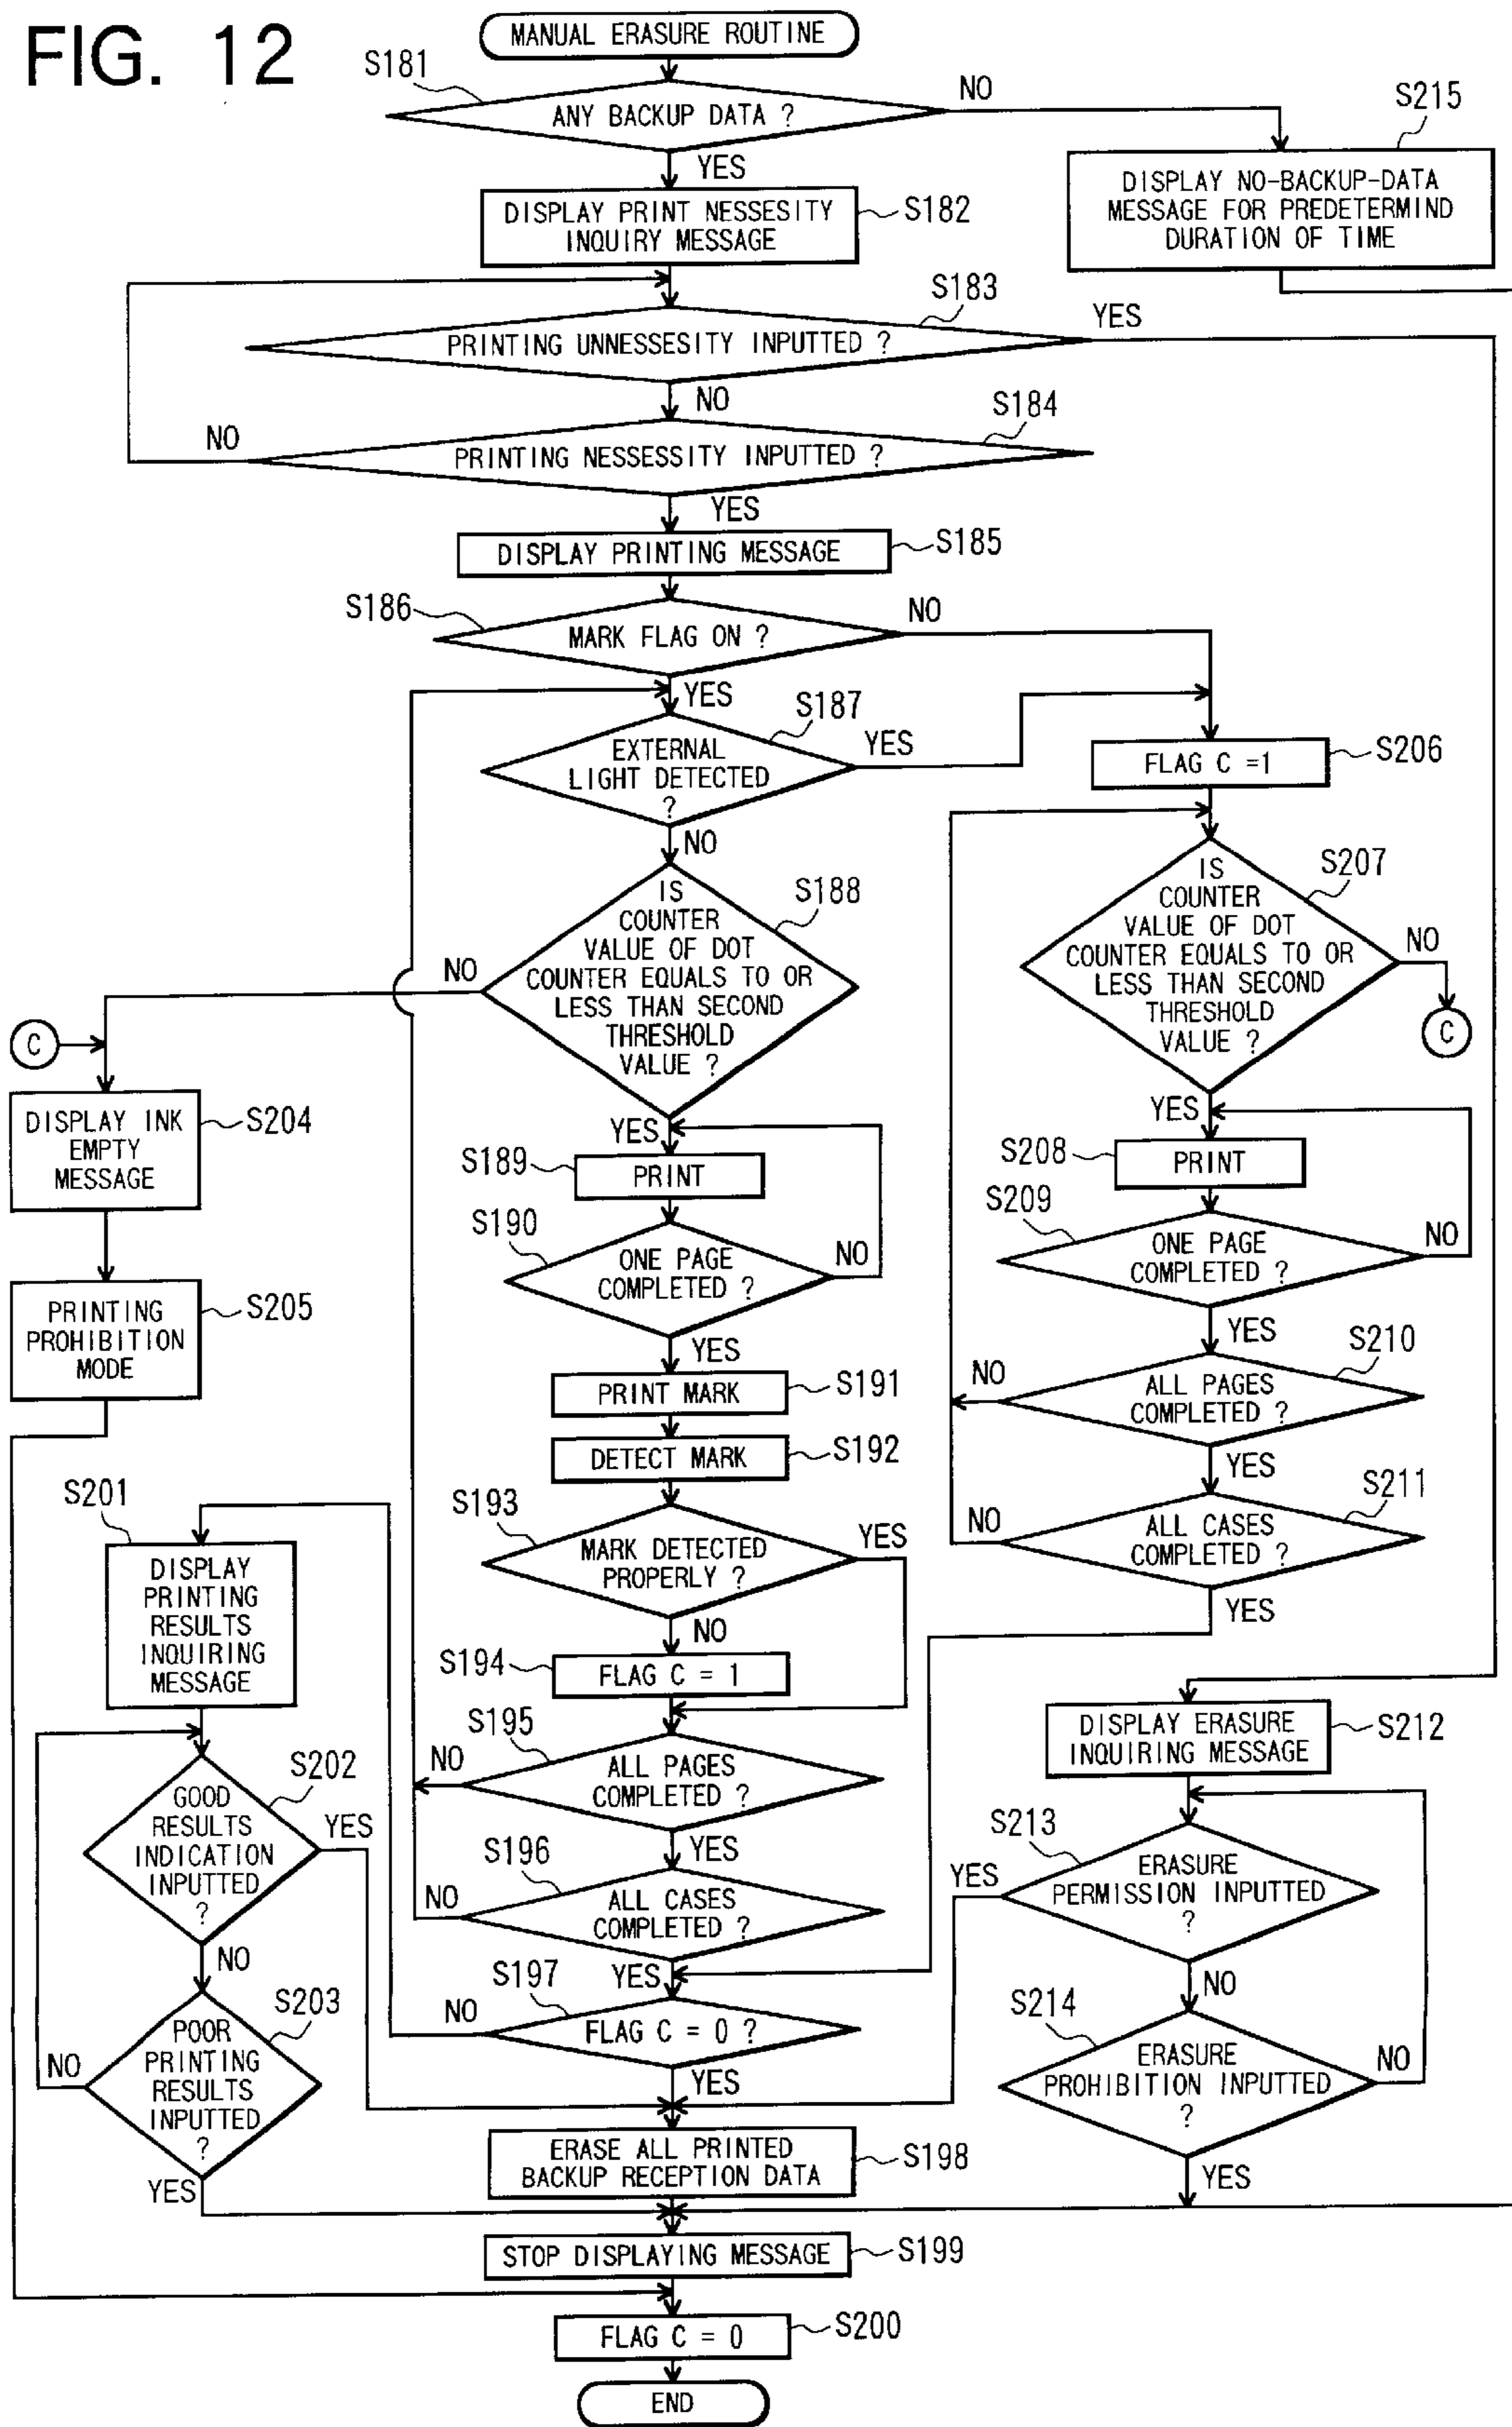 FIG. 12
MANUAL ERASURE ROUTINE
S181
ANY BACKUP DATA ?
NO
YES
S215
DISPLAY NO-BACKUP-DATA
MESSAGE FOR PREDETERMIND
DURATION OF TIME
DISPLAY PRINT NESSESITY
INQUIRY MESSAGE
S182
S183
PRINTING UNNESSESITY INPUTTED ?
YES
NO
S184
PRINTING NESSESSITY INPUTTED ?
NO
YES
DISPLAY PRINTING MESSAGE
S185
S186
MARK FLAG ON ?
NO
YES
S187
EXTERNAL
LIGHT DETECTED
?
YES
NO
FLAG C =1
S206
S188
IS
COUNTER
VALUE OF DOT
COUNTER EQUALS TO OR
LESS THAN SECOND
THRESHOLD
VALUE ?
NO
YES
S207
IS
COUNTER
VALUE OF DOT
COUNTER EQUALS TO OR
LESS THAN SECOND
THRESHOLD
VALUE ?
NO
C
YES
C
DISPLAY INK
EMPTY
MESSAGE
S204
PRINTING
PROHIBITION
MODE
S205
S189
PRINT
S190
ONE PAGE
COMPLETED ?
NO
YES
S208
PRINT
S209
ONE PAGE
COMPLETED ?
NO
YES
PRINT MARK
S191
DETECT MARK
S192
S210
ALL PAGES
COMPLETED ?
NO
YES
S193
MARK DETECTED
PROPERLY ?
YES
NO
S211
ALL CASES
COMPLETED ?
NO
YES
S201
DISPLAY
PRINTING
RESULTS
INQUIRING
MESSAGE
S194
FLAG C = 1
S195
ALL PAGES
COMPLETED ?
NO
YES
DISPLAY ERASURE
INQUIRING MESSAGE
S212
S202
GOOD
RESULTS
INDICATION
INPUTTED
?
YES
NO
S196
ALL CASES
COMPLETED ?
NO
YES
S213
ERASURE
PERMISSION INPUTTED
?
YES
NO
S203
POOR
PRINTING
RESULTS
INPUTTED
?
NO
YES
S197
FLAG C = 0 ?
NO
YES
S214
ERASURE
PROHIBITION INPUTTED
?
NO
YES
ERASE ALL PRINTED
BACKUP RECEPTION DATA
S198
STOP DISPLAYING MESSAGE
S199
FLAG C = 0
S200
END